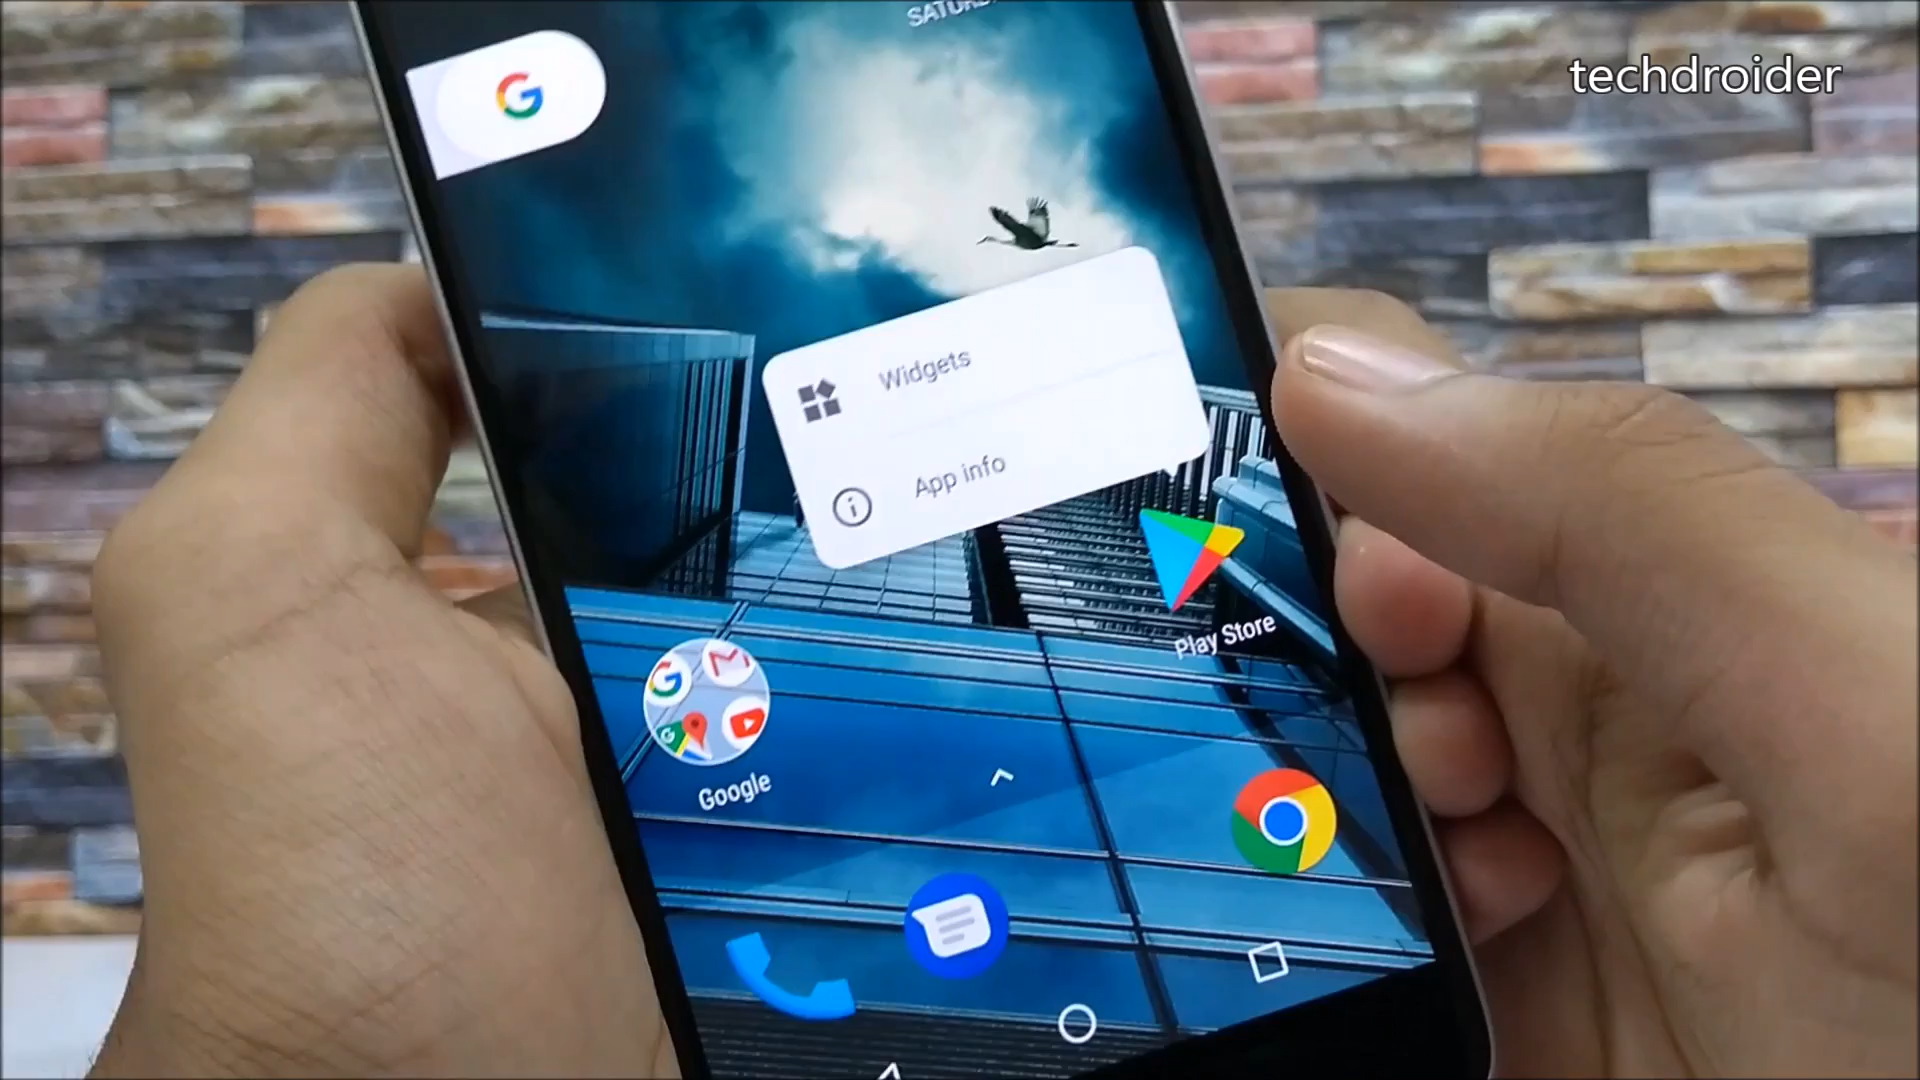 techdroider
G
Widgets
App info
Play Store
Google